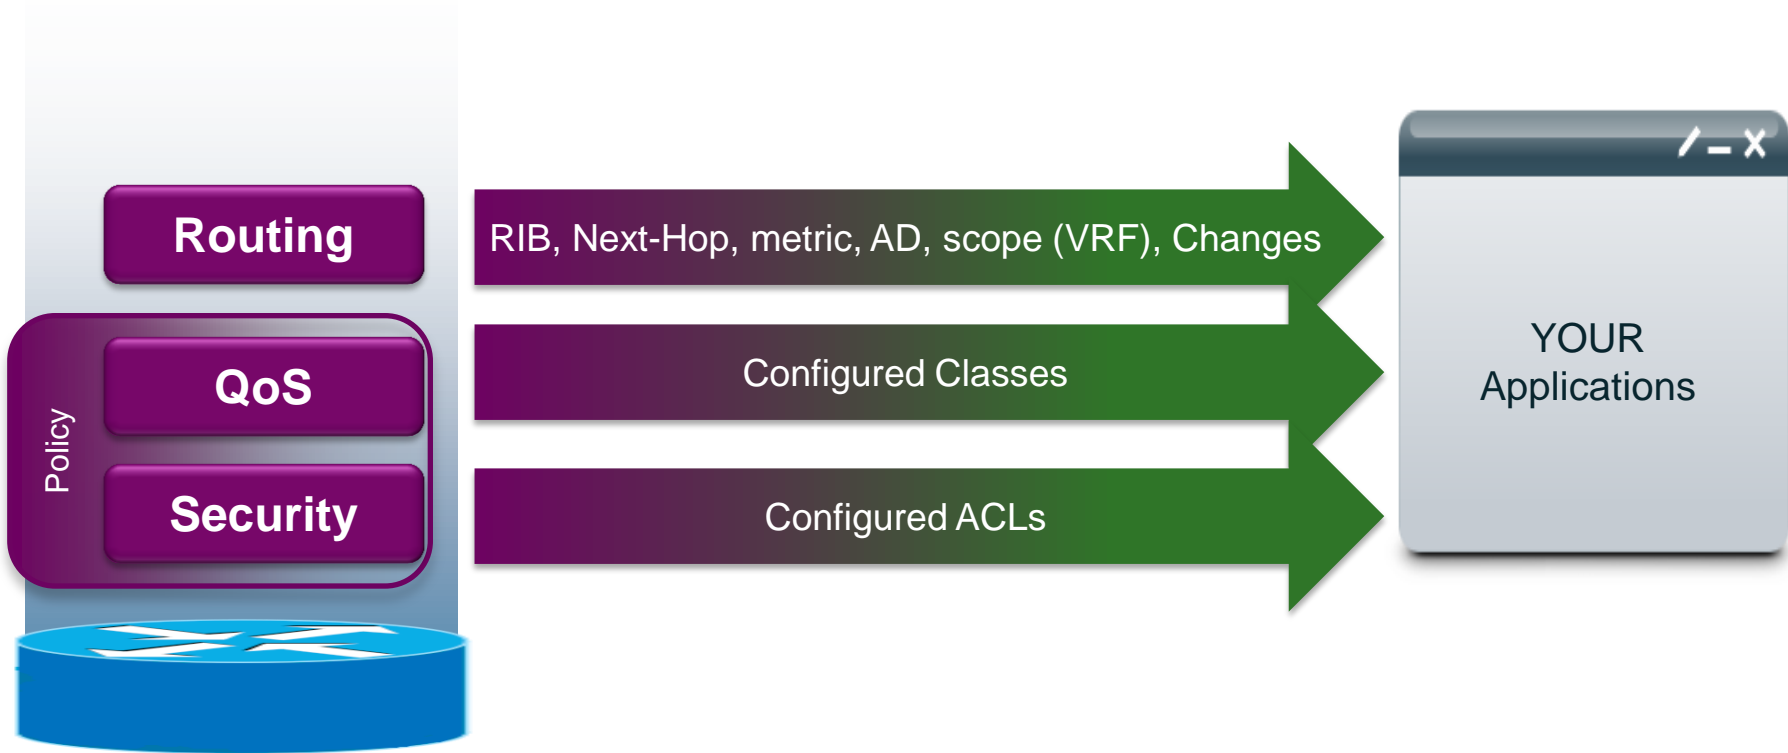 Routing
RIB, Next-Hop, metric, AD, scope (VRF), Changes
Policy
QoS
Configured Classes
Security
Configured ACLs
YOUR
Applications